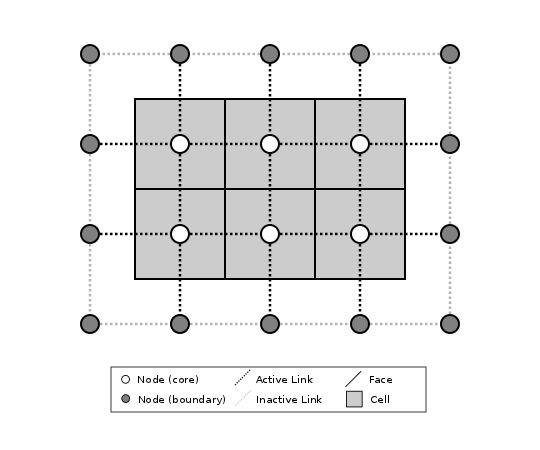 Node (core) Active Link Face
Node (boundary) Inactive Link Cell